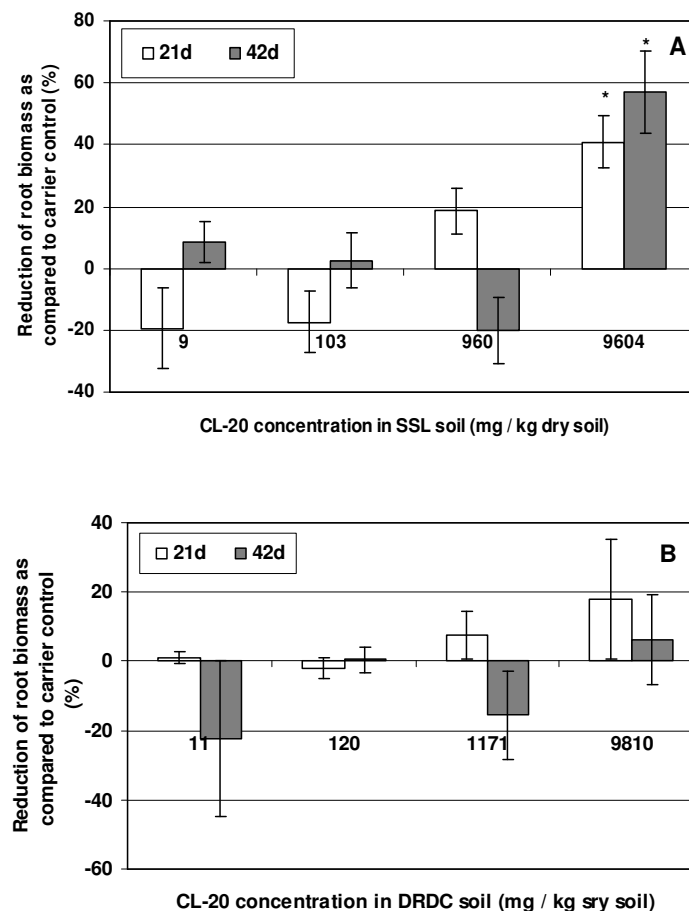 80
60
40
20
0
-20
-40
21d 42d
A
*
*
9 103 960 9604
Reduction of root biomass as
compared to carrier control (%)
CL-20 concentration in SSL soil (mg / kg dry soil)
40
20
0
-20
-40
-60
21d 42d
B
11 120 1171 9810
Reduction of root biomass as
compared to carrier control
(%)
CL-20 concentration in DRDC soil (mg / kg sry soil)